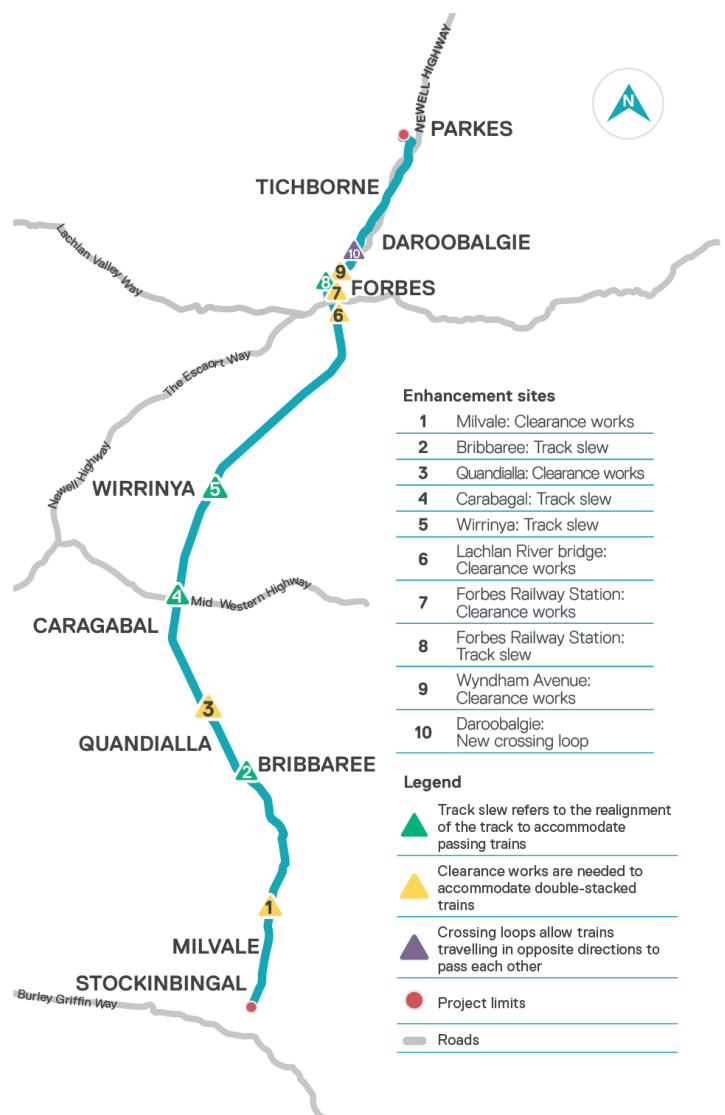 NEWELL HIGHWAY
N
PARKES
TICHBORNE
DAROOBALGIE
10
Lachlan Valley Way
9
8
FORBES
7
6
The Escaort Way
Newell Highway
WIRRINYA
5
4
Mid Western Highway
CARAGABAL
3
QUANDIALLA
BRIBBAREE
2
1
MILVALE
STOCKINBINGAL
Burley Griffin Way
Enhancement sites
1 Milvale: Clearance works
2 Bribbaree: Track slew
3 Quandialla: Clearance works
4 Carabagal: Track slew
5 Wirrinya: Track slew
6 Lachlan River bridge:
Clearance works
7 Forbes Railway Station:
Clearance works
8 Forbes Railway Station:
Track slew
9 Wyndham Avenue:
Clearance works
10 Daroobalgie:
New crossing loop
Legend
Track slew refers to the realignment
of the track to accommodate
passing trains
Clearance works are needed to
accommodate double-stacked
trains
Crossing loops allow trains
travelling in opposite directions to
pass each other
Project limits
Roads